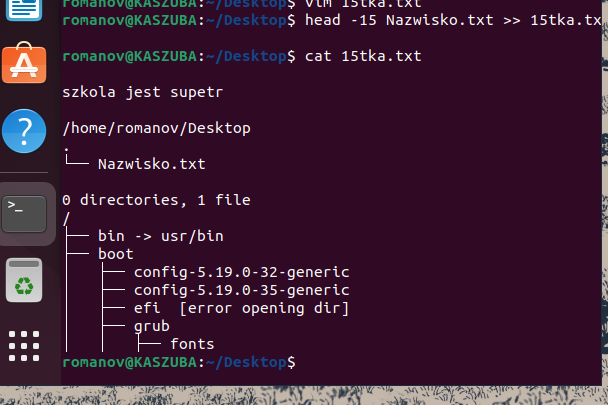 romanov@KASZUBA:~/Desktop$ vim 15tka.txt
romanov@KASZUBA:~/Desktop$ head -15 Nazwisko.txt >> 15tka.tx
romanov@KASZUBA:~/Desktop$ cat 15tka.txt
szkola jest supetr
/home/romanov/Desktop
.
└── Nazwisko.txt
0 directories, 1 file
/
├── bin -> usr/bin
├── boot
│   ├── config-5.19.0-32-generic
│   ├── config-5.19.0-35-generic
│   ├── efi  [error opening dir]
│   ├── grub
│   │   ├── fonts
romanov@KASZUBA:~/Desktop$